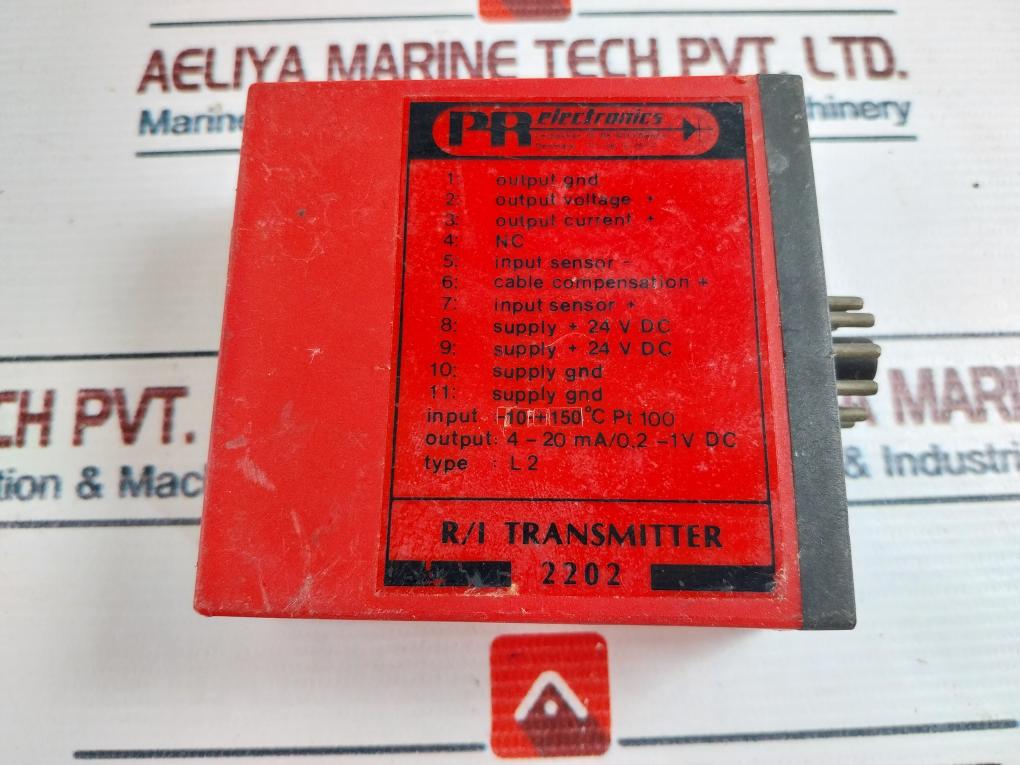 AELIYA MARINE TECH PVT. LTD.
Marine
hinery
PR electronics
1: output gnd
2: output voltage +
3: output current +
4: NC
5: input sensor -
6: cable compensation +
7: input sensor +
8: supply + 24 V DC
9: supply + 24 V DC
10: supply gnd
11: supply gnd
input : -10 + 150 °C Pt 100
output: 4 - 20 mA/0,2 - 1V DC
type : L2
R/I TRANSMITTER
2202
CH PVT.
YA MARIN
tion & Mac
& Industri